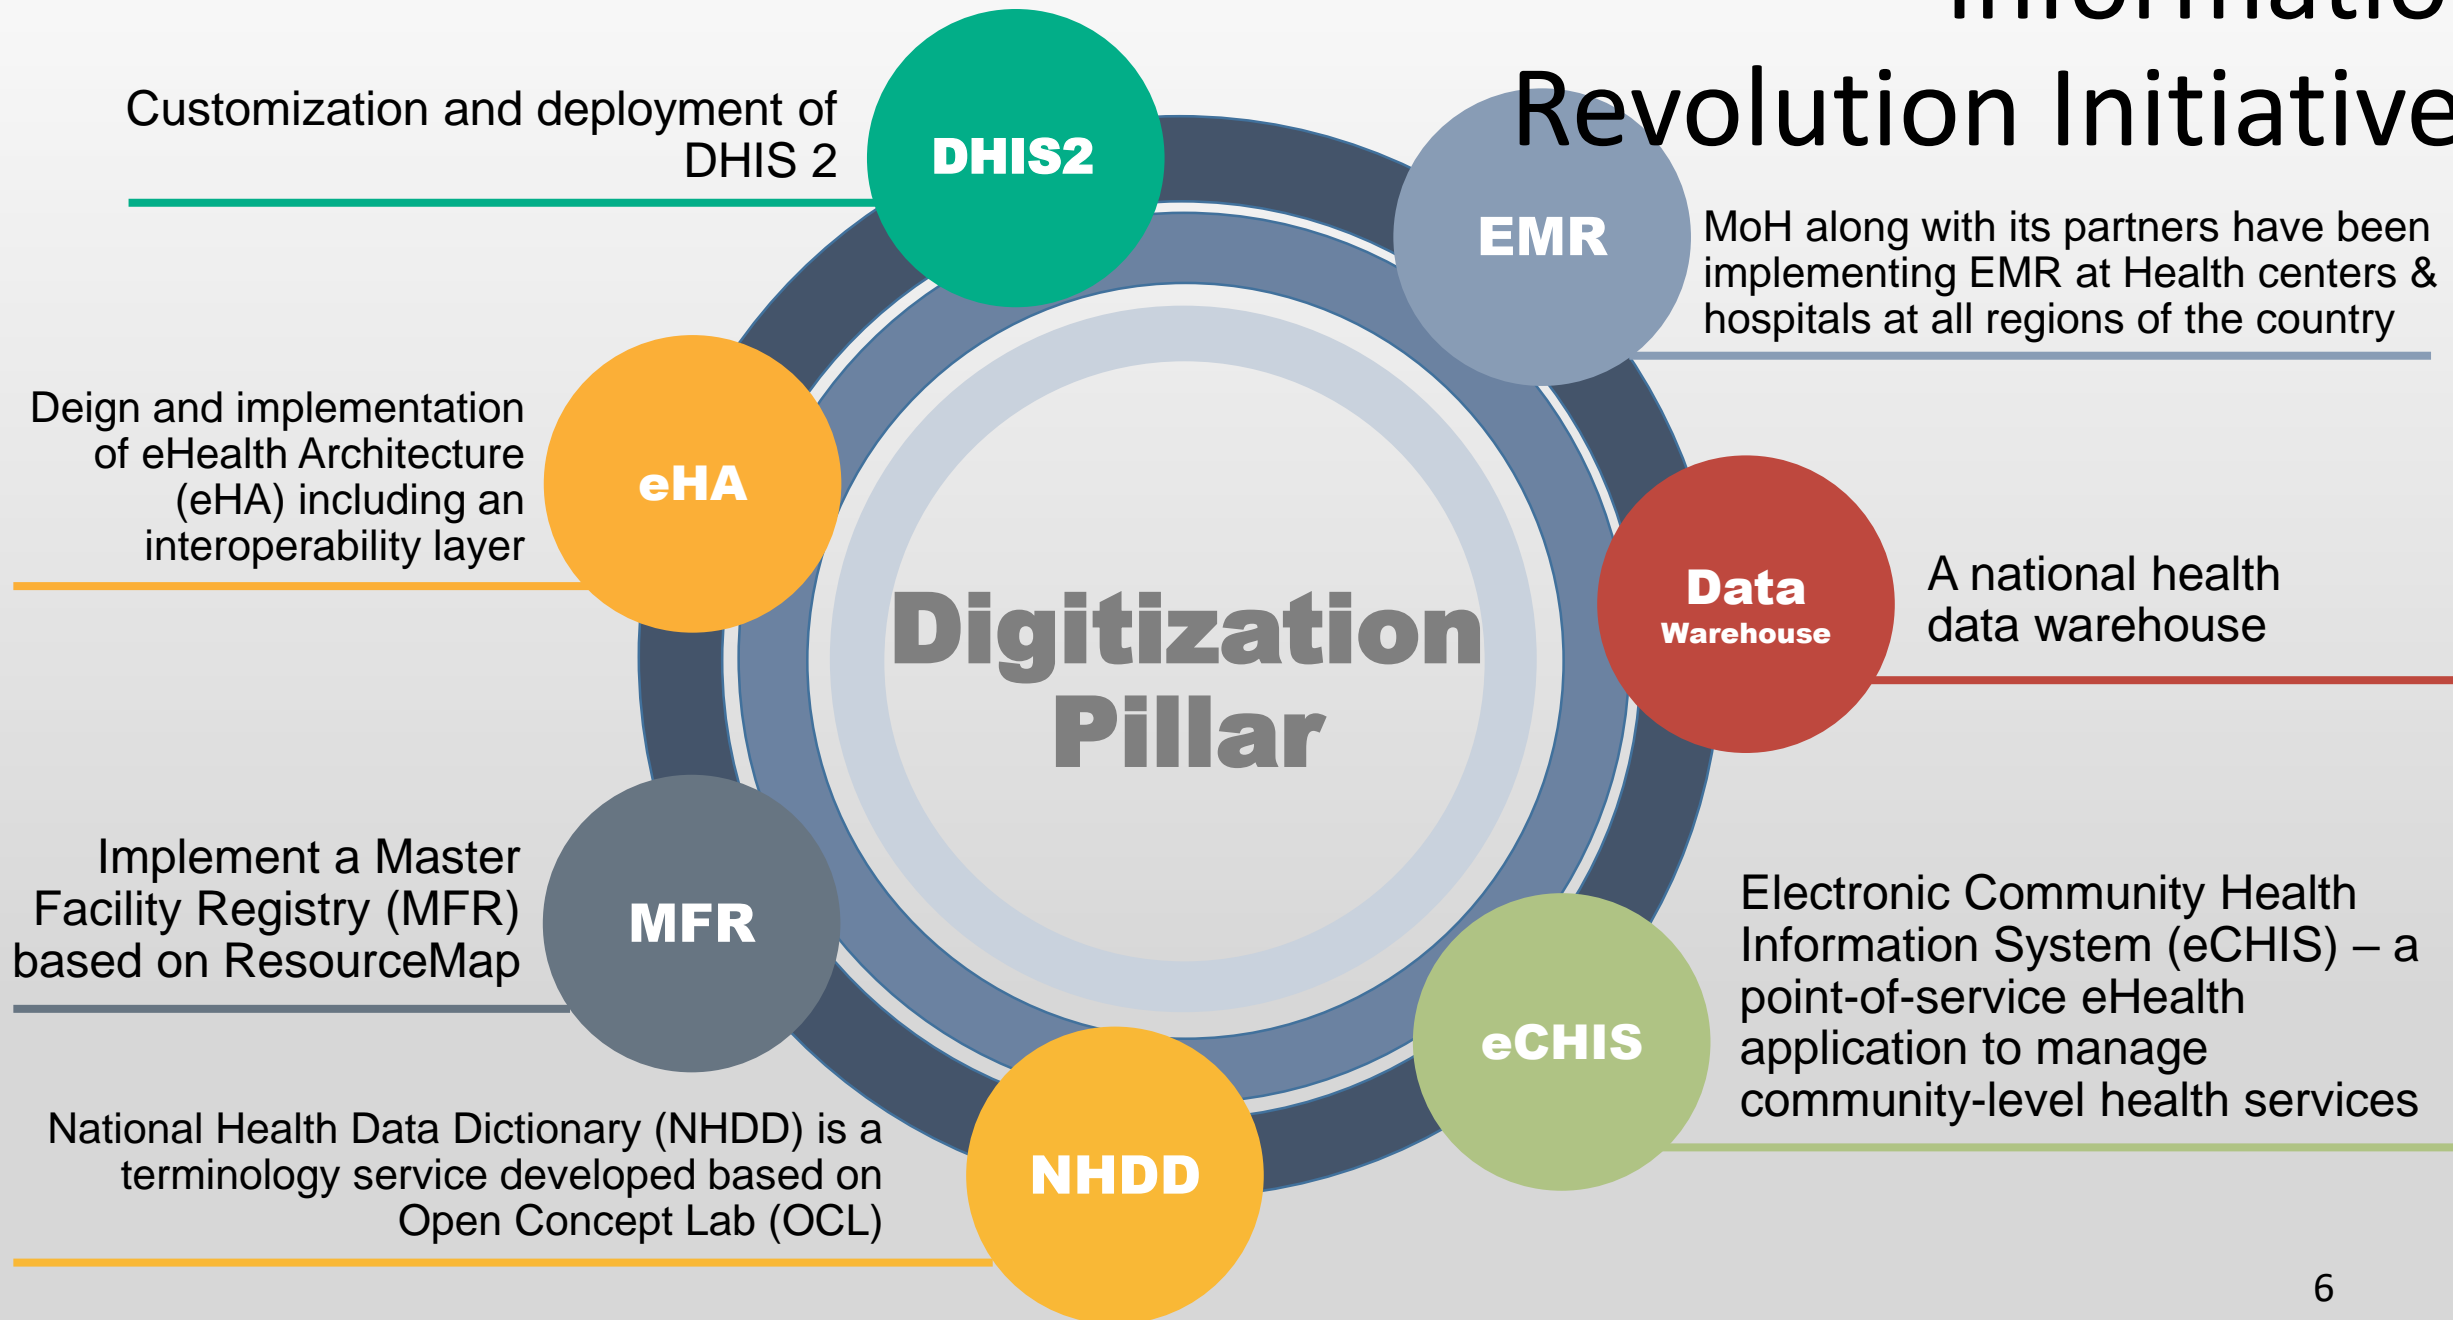 Revolution Initiative
Customization and deployment of
DHIS 2
DHIS2
EMR
MoH along with its partners have been
implementing EMR at Health centers &
hospitals at all regions of the country
Deign and implementation
of eHealth Architecture
(eHA) including an
interoperability layer
eHA
Data
Warehouse
A national health
data warehouse
Digitization
Pillar
Implement a Master
Facility Registry (MFR)
based on ResourceMap
MFR
eCHIS
Electronic Community Health
Information System (eCHIS) – a
point-of-service eHealth
application to manage
community-level health services
National Health Data Dictionary (NHDD) is a
terminology service developed based on
Open Concept Lab (OCL)
NHDD
6